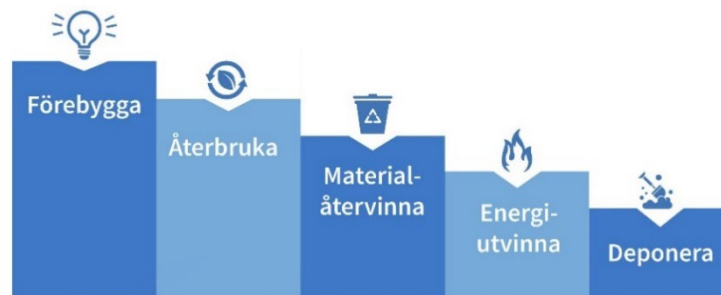 Förebygga
Återbruka
Material-
återvinna
Energi-
utvinna
Deponera